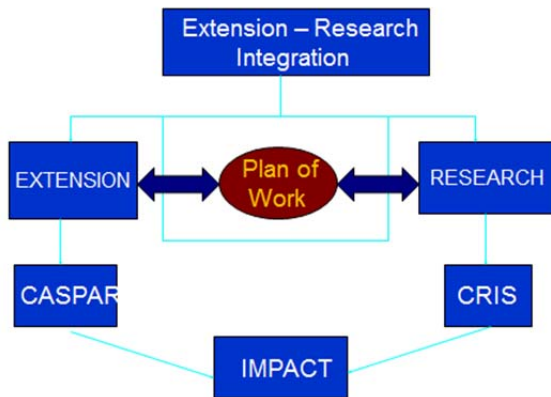 Extension – Research
Integration
EXTENSION
Plan of
Work
RESEARCH
CASPAR
CRIS
IMPACT